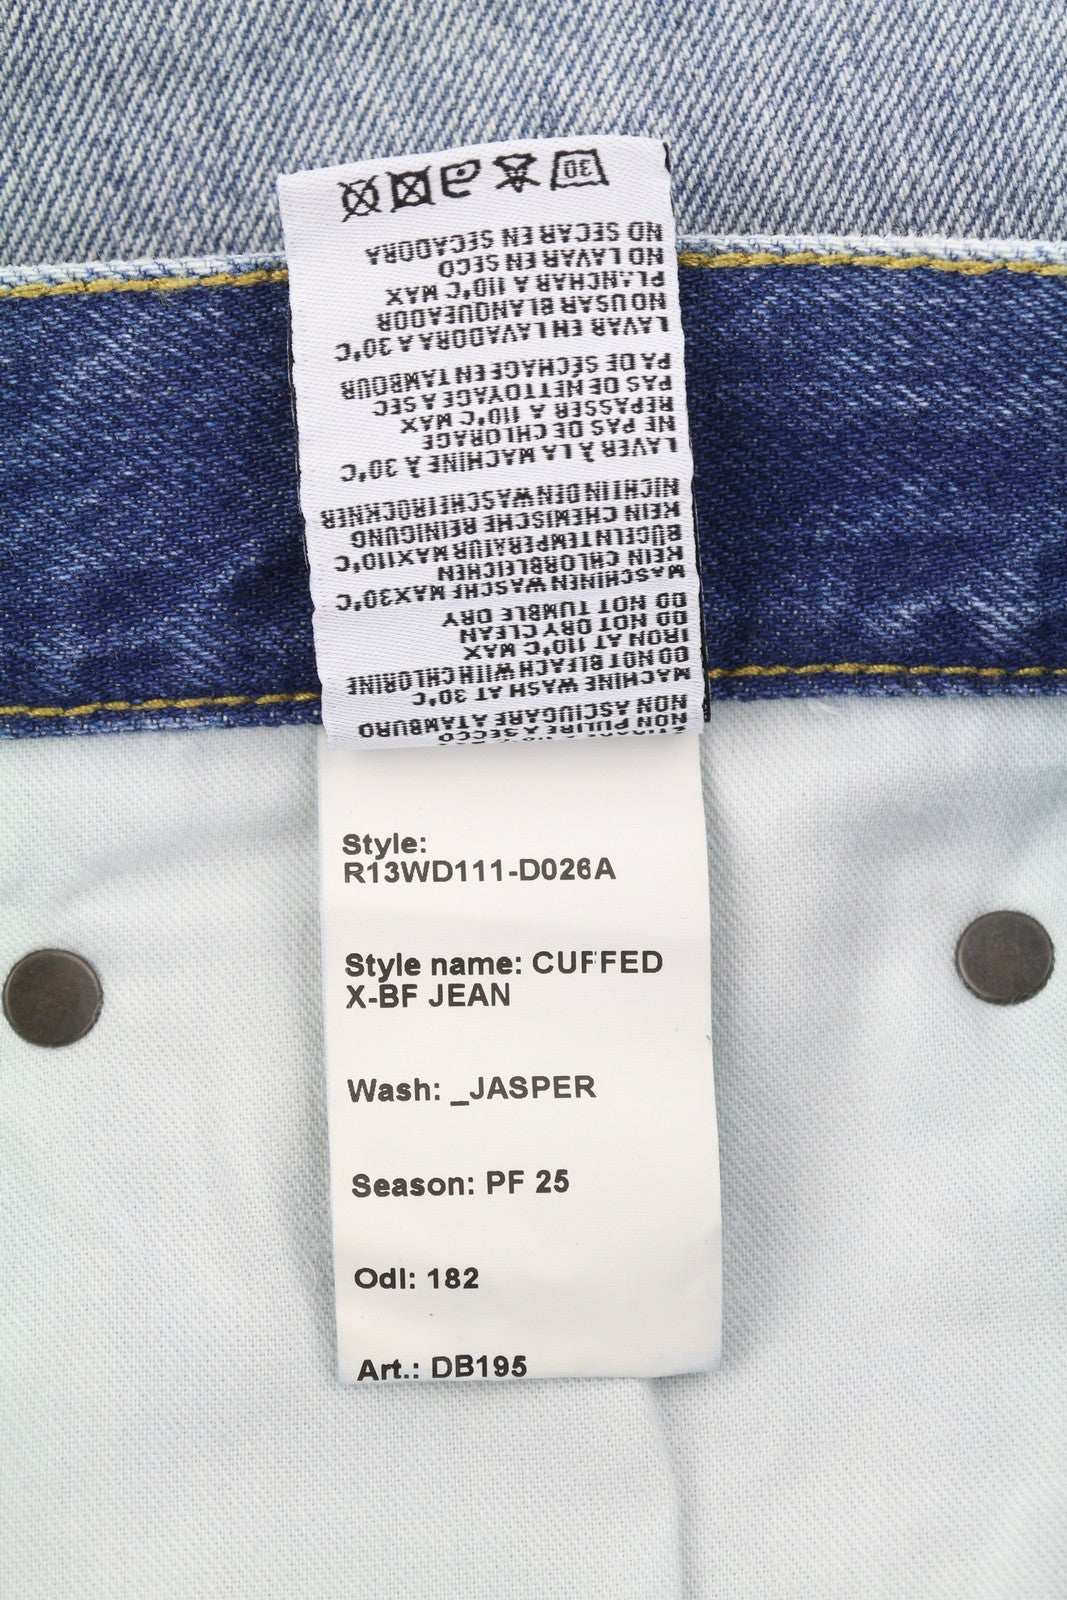 NON PULIRE A SECCO
NON ASCIUGARE A TAMBURO
MACHINE WASH AT 30°C
DO NOT BLEACH WITH CHLORINE
IRON AT 110°C MAX
DO NOT DRY CLEAN
DO NOT TUMBLE DRY
MASCHINEN WASCHE MAX30°C
KEIN CHLORBLEICHEN
BÜGELNTEMPERATUR MAX110°C
KEIN CHEMISCHE REINIGUNG
NICHT IN DEN WASCHETROCKNER
LAVER À LA MACHINE À 30°C
NE PAS DE CHLORAGE
REPASSER A 110°C MAX
PAS DE NETTOYAGE A SEC
PA DE SÉCHAGE EN TAMBOUR
LAVAR EN LAVADORA A 30°C
NO USAR BLANQUEADOR
PLANCHAR A 110°C MAX
NO LAVAR EN SECO
NO SECAR EN SECADORA
30
Style:
R13WD111-D026A
Style name: CUFFED
X-BF JEAN
Wash: _JASPER
Season: PF 25
Odl: 182
Art.: DB195